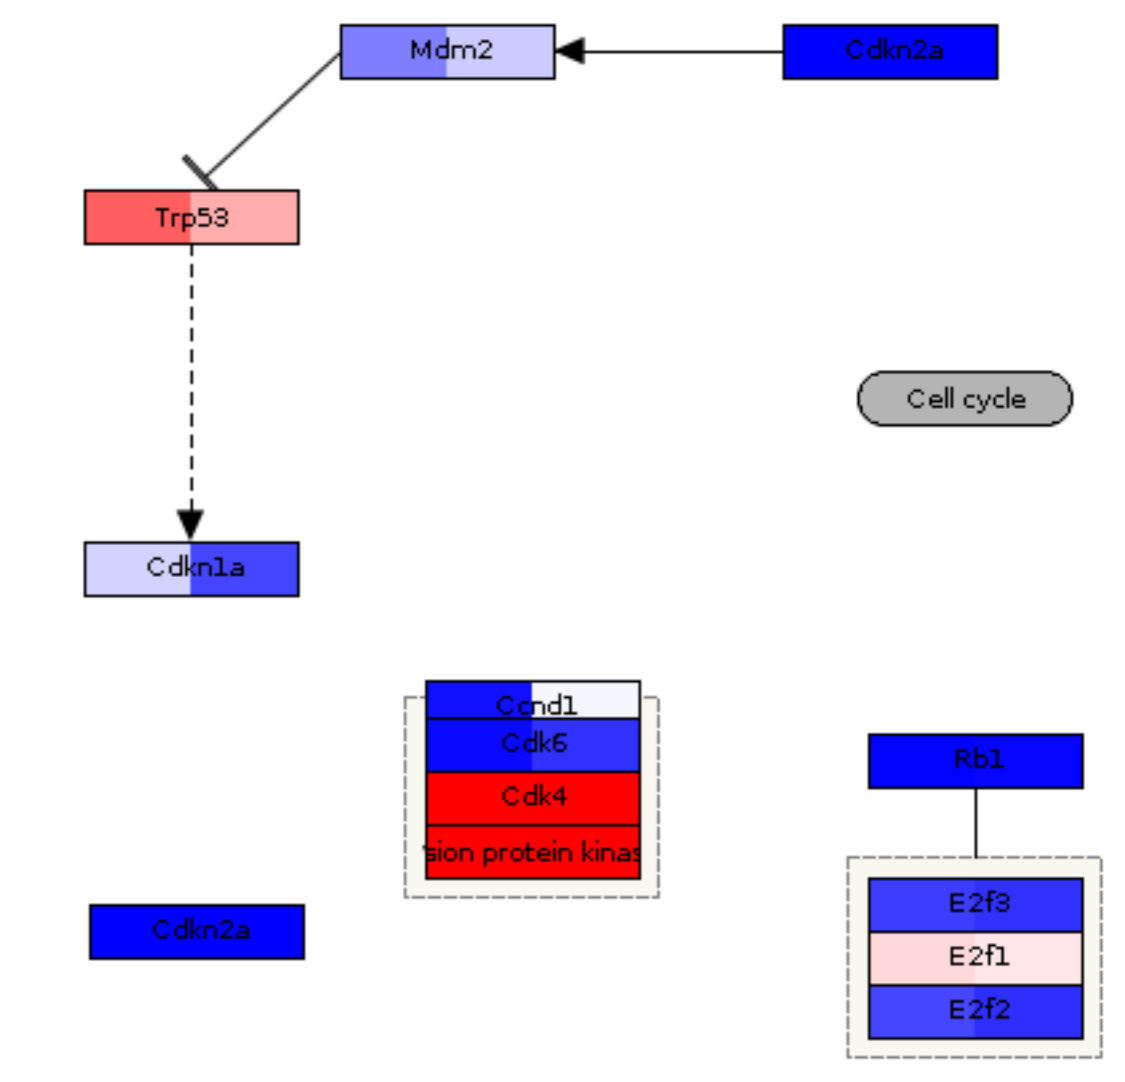 Mdm2
Cdkn2a
Trp53
Cell cycle
Cdkn1a
Ccnd1
Cdk6
Cdk4
sion protein kinas
Rb1
E2f3
E2f1
E2f2
Cdkn2a